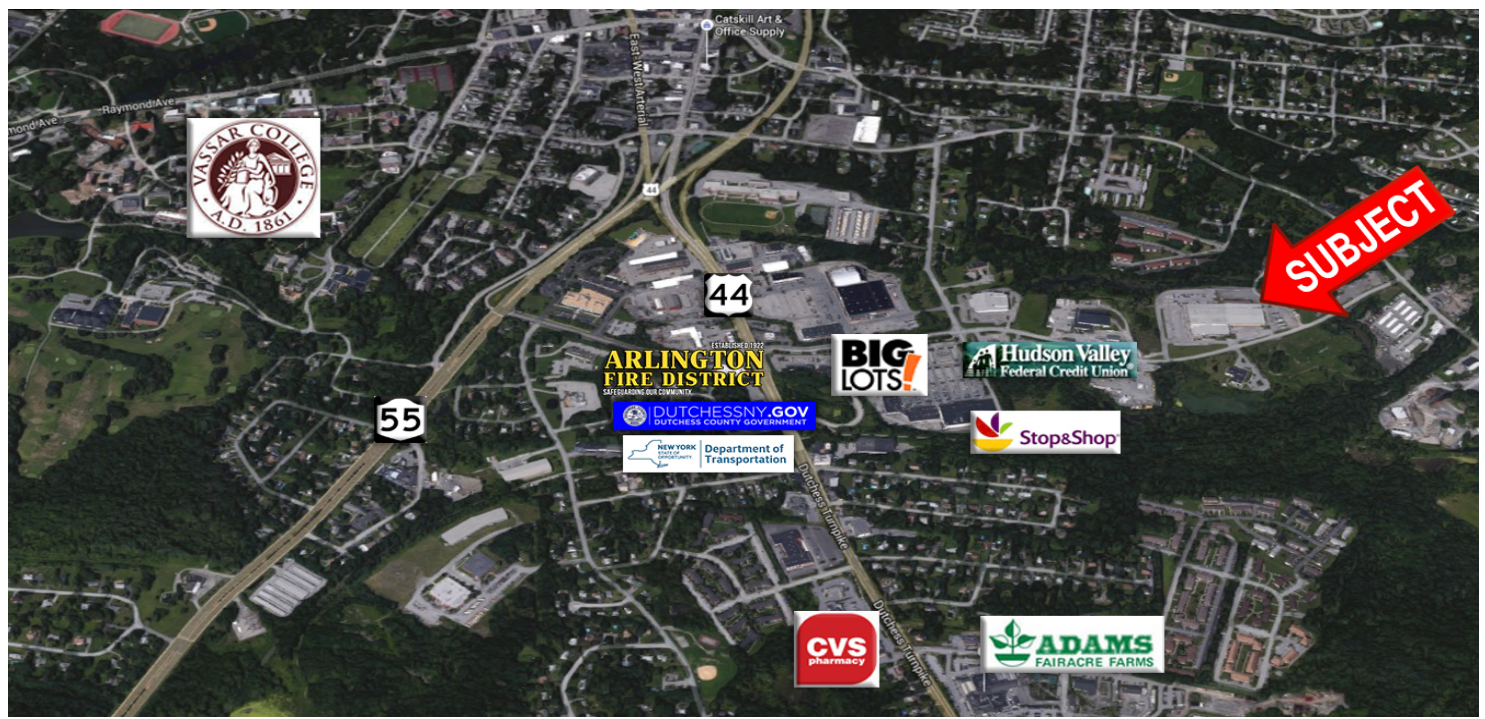 Catskill Art &
Office Supply
East-West Arterial
Raymond Ave
mond Ave
VASSAR COLLEGE
A.D. 1861
44
SUBJECT
44
ESTABLISHED 1922
ARLINGTON
FIRE DISTRICT
SAFEGUARDING OUR COMMUNITY
BIG
LOTS!
Hudson Valley
Federal Credit Union
DUTCHESSNY.GOV
DUTCHESS COUNTY GOVERNMENT
55
Stop&Shop
NEW YORK
STATE OF
OPPORTUNITY.
Department of
Transportation
Dutchess Turnpike
Dutchess Turnpike
CVS
pharmacy
ADAMS
FAIRACRE FARMS